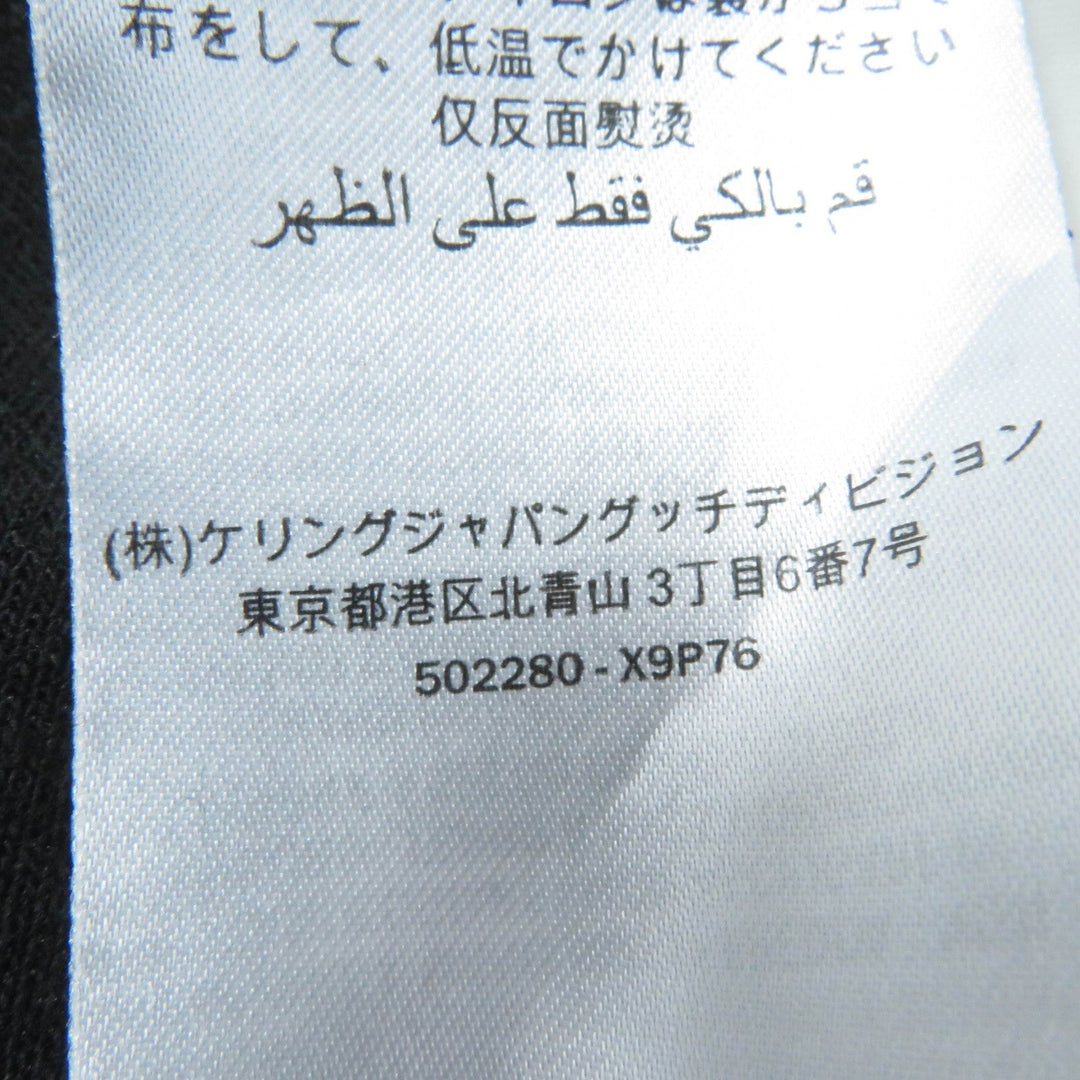 布をして、低温でかけてください
仅反面熨烫
قم بالكي فقط على الظهر
(株)ケリングジャパングッチディビジョン
東京都港区北青山 3丁目6番7号
502280 - X9P76